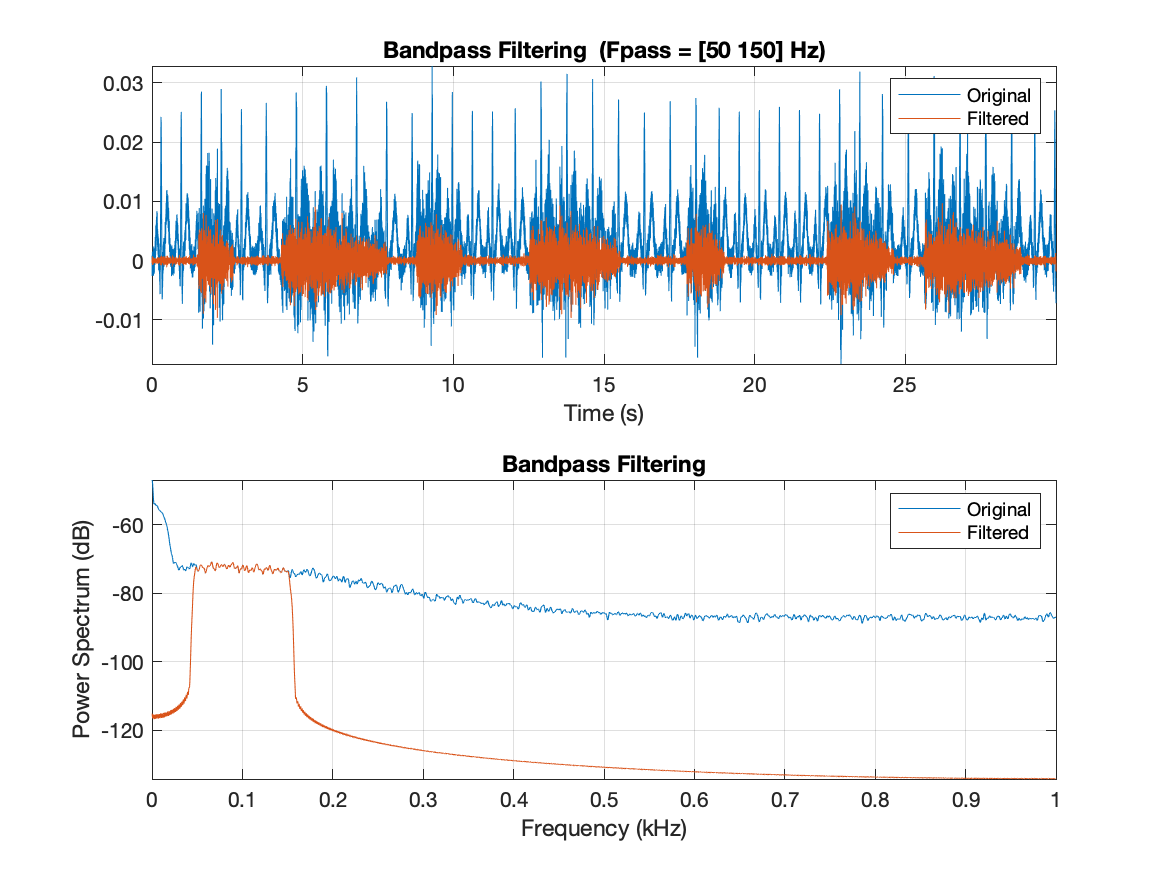 Bandpass Filtering  (Fpass = [50 150] Hz)
0.03
0.02
0.01
0
-0.01
Original
Filtered
0 5 10 15 20 25
Time (s)
Bandpass Filtering
Power Spectrum (dB)
-60
-80
-100
-120
Original
Filtered
0 0.1 0.2 0.3 0.4 0.5 0.6 0.7 0.8 0.9 1
Frequency (kHz)